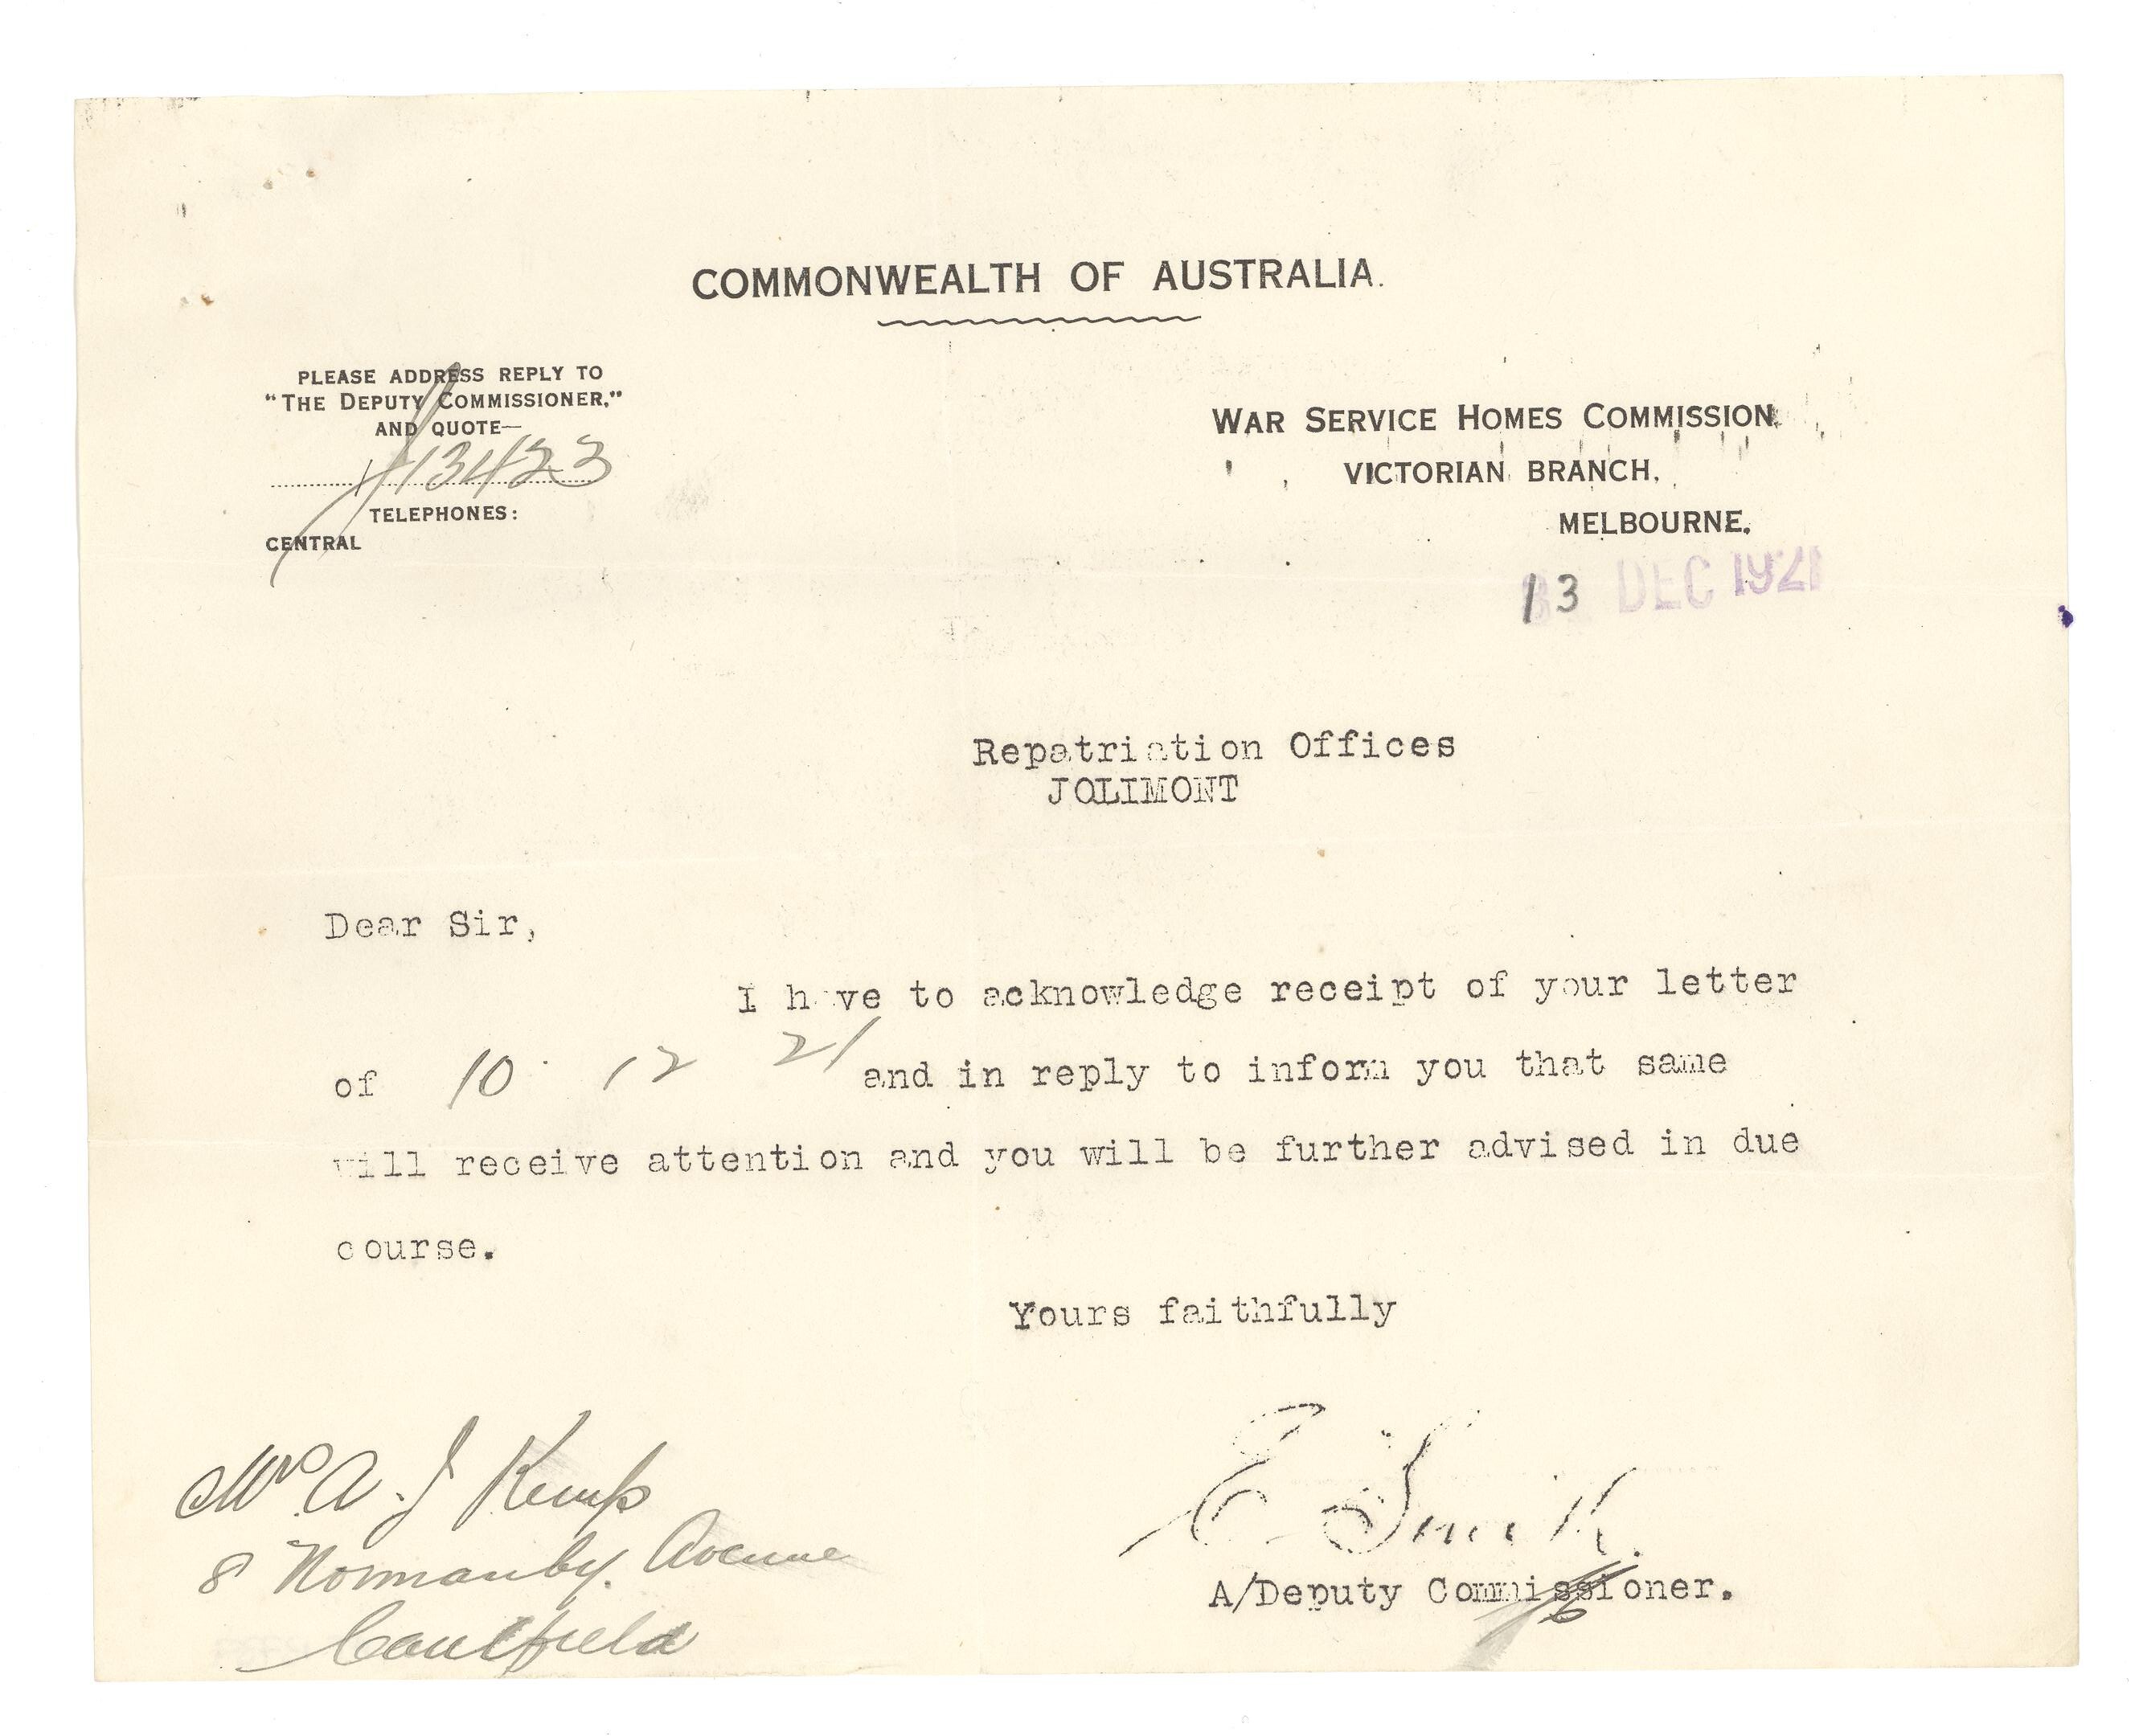 COMMONWEALTH OF AUSTRALIA.
PLEASE ADDRESS REPLY TO
"THE DEPUTY COMMISSIONER,"
AND QUOTE—
13423
TELEPHONES:
CENTRAL
WAR SERVICE HOMES COMMISSION,
VICTORIAN BRANCH,
MELBOURNE,
13 DEC 1921
Repatriation Offices
JOLIMONT
Dear Sir,
I have to acknowledge receipt of your letter
of 10 12 21 and in reply to inform you that same
will receive attention and you will be further advised in due
course.
Yours faithfully
E Smith.
A/Deputy Commissioner.
Mr A. J Kemp
8 Normanby. Avenue
Caulfield